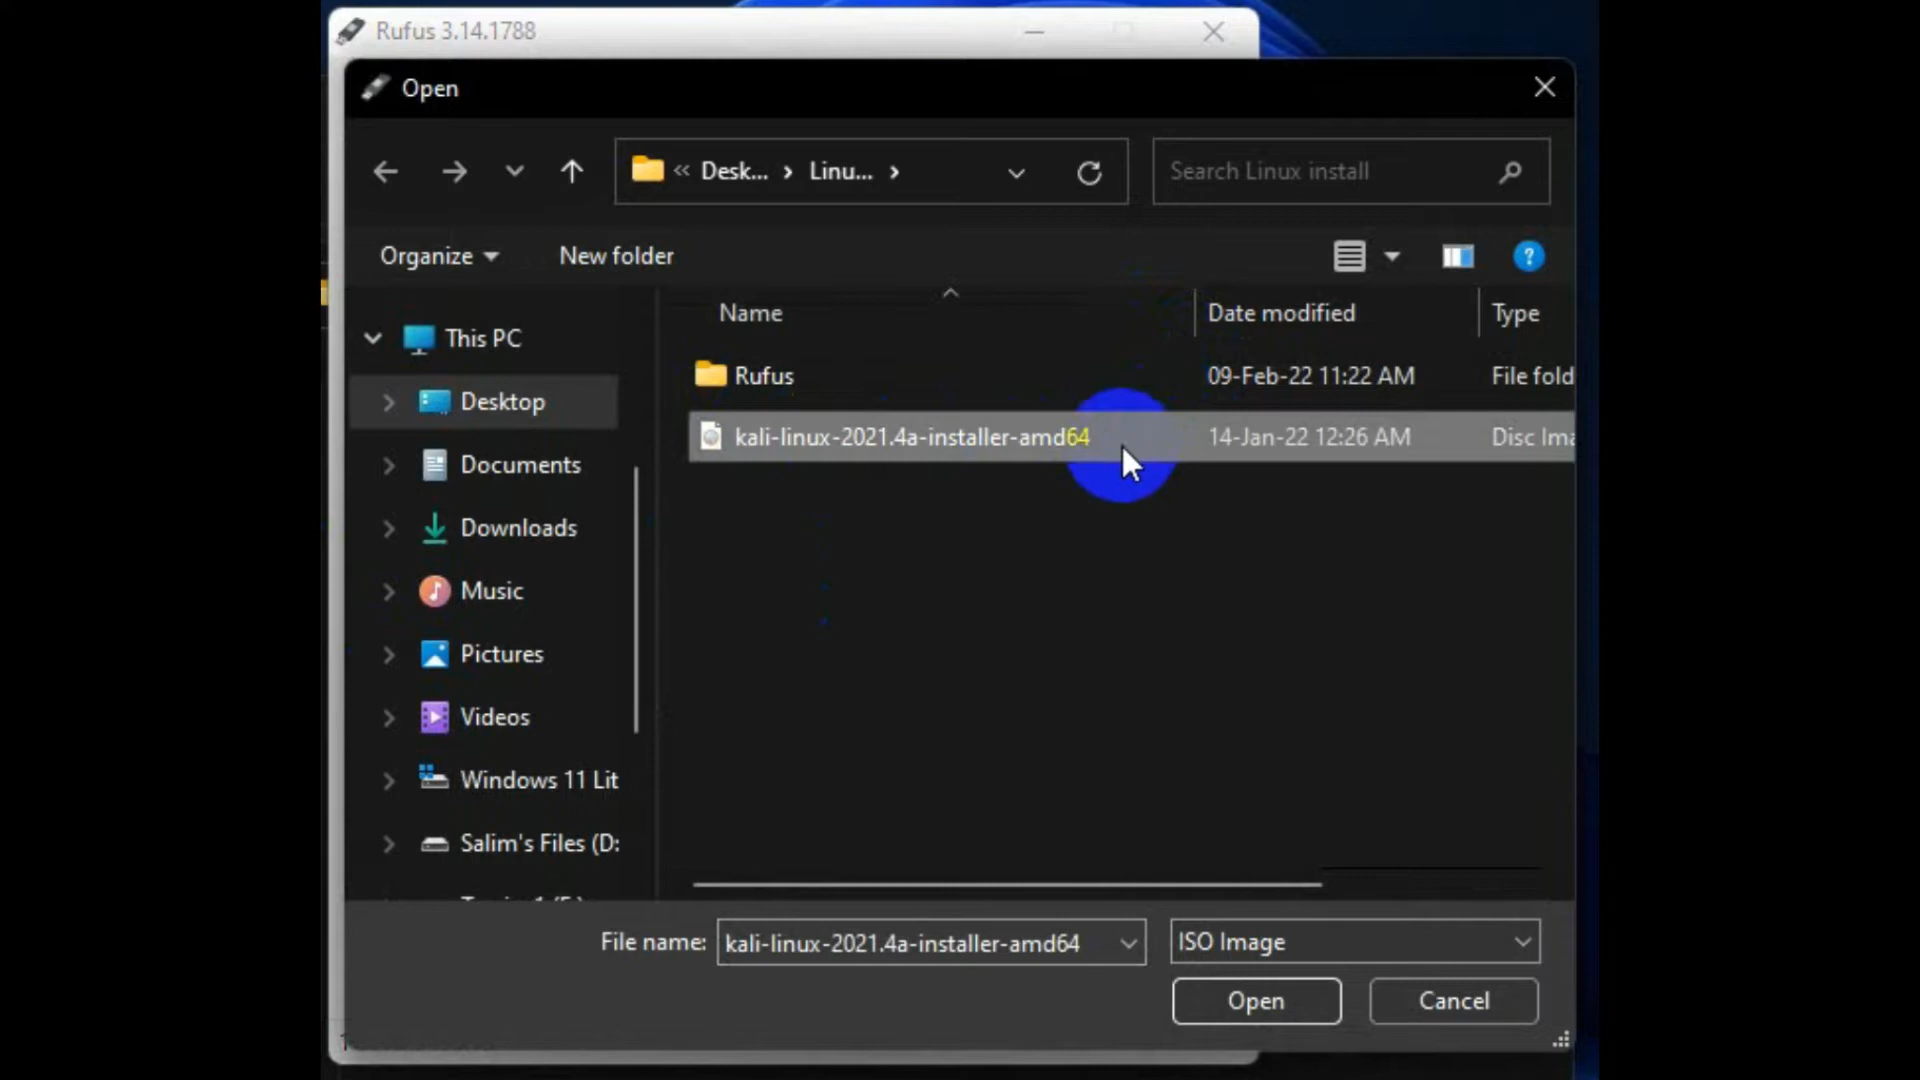 Rufus 3.14.1788
Open
« Desk... › Linu... ›
Search Linux install
Organize
New folder
Name
Date modified
Type
This PC
Desktop
Documents
Downloads
Music
Pictures
Videos
Windows 11 Lit
Salim's Files (D:
Rufus
09-Feb-22 11:22 AM
File fold
kali-linux-2021.4a-installer-amd64
14-Jan-22 12:26 AM
Disc Ima
File name:
kali-linux-2021.4a-installer-amd64
ISO Image
Open
Cancel